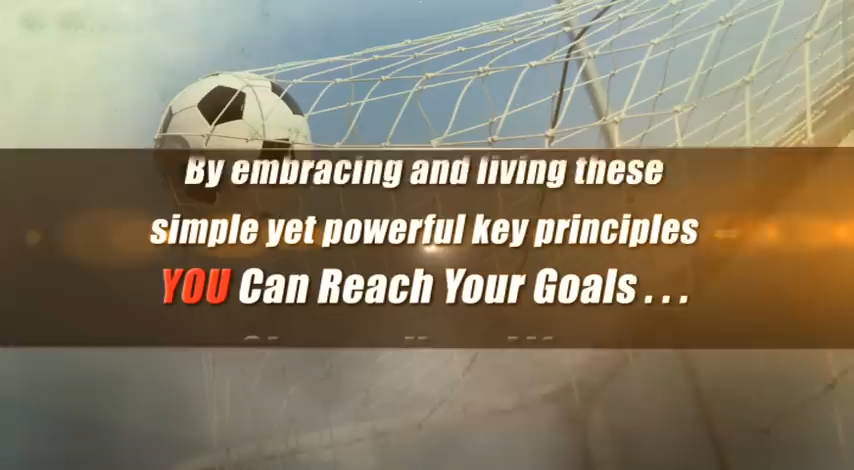 By embracing and living these
simple yet powerful key principles
YOU Can Reach Your Goals . . .